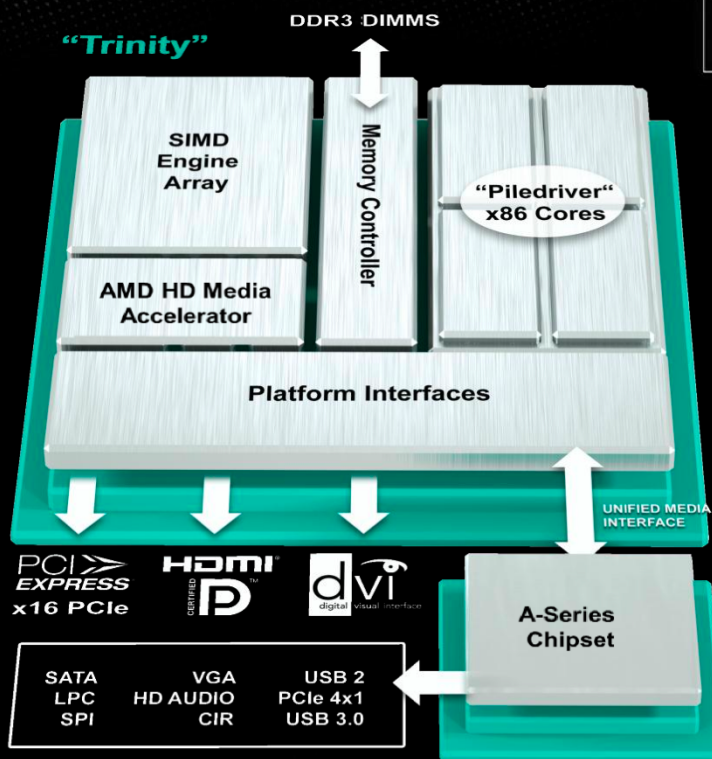 DDR3 DIMMS
“Trinity”
SIMD
Engine
Array
Memory Controller
“Piledriver“
x86 Cores
AMD HD Media
Accelerator
Platform Interfaces
UNIFIED MEDIA
INTERFACE
PCI
EXPRESS
x16 PCIe
HDMI
CERTIFIED
DP™
dvi
digital visual interface
A-Series
Chipset
SATA VGA USB 2
LPC HD AUDIO PCIe 4x1
SPI CIR USB 3.0